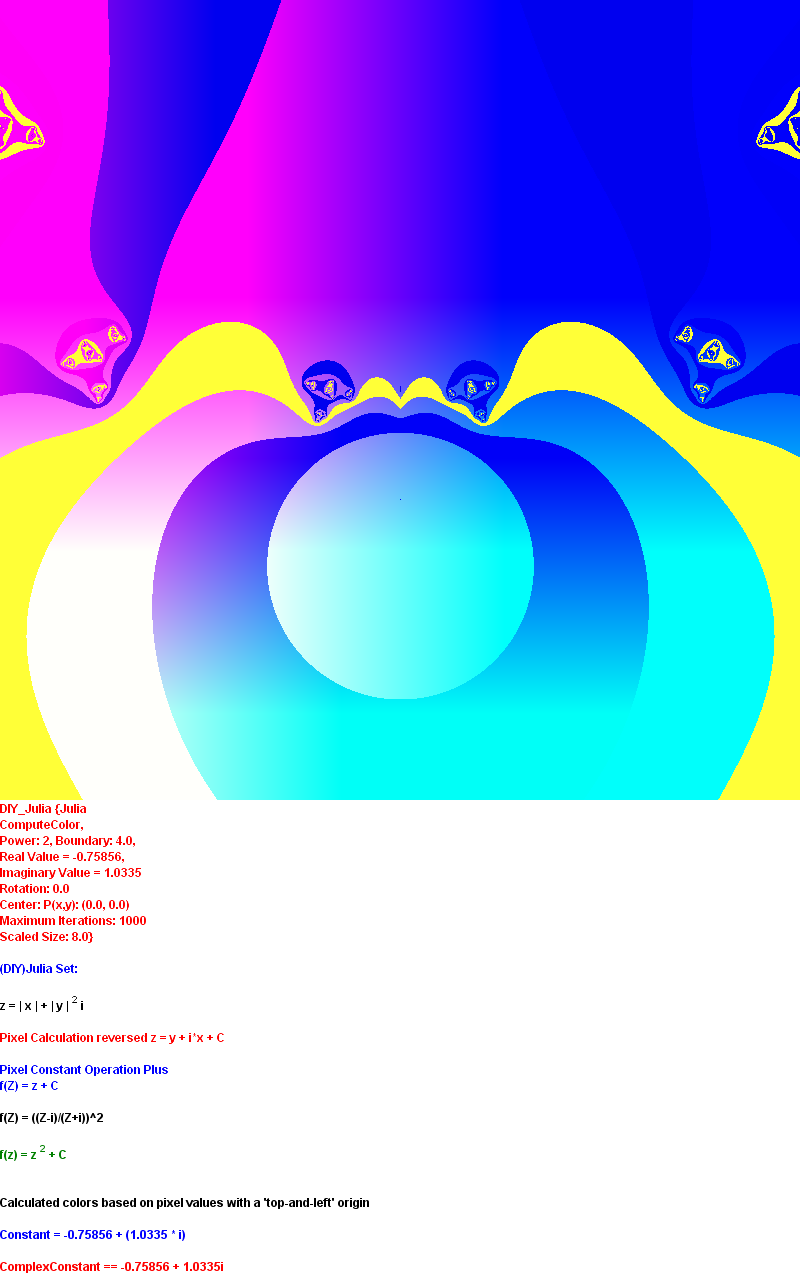 DIY_Julia {Julia
ComputeColor,
Power: 2, Boundary: 4.0,
Real Value = -0.75856,
Imaginary Value = 1.0335
Rotation: 0.0
Center: P(x,y): (0.0, 0.0)
Maximum Iterations: 1000
Scaled Size: 8.0}
(DIY)Julia Set:
z = | x | + | y | 2 i
Pixel Calculation reversed z = y + i*x + C
Pixel Constant Operation Plus
f(Z) = z + C
f(Z) = ((Z-i)/(Z+i))^2
f(z) = z 2 + C
Calculated colors based on pixel values with a 'top-and-left' origin
Constant = -0.75856 + (1.0335 * i)
ComplexConstant == -0.75856 + 1.0335i